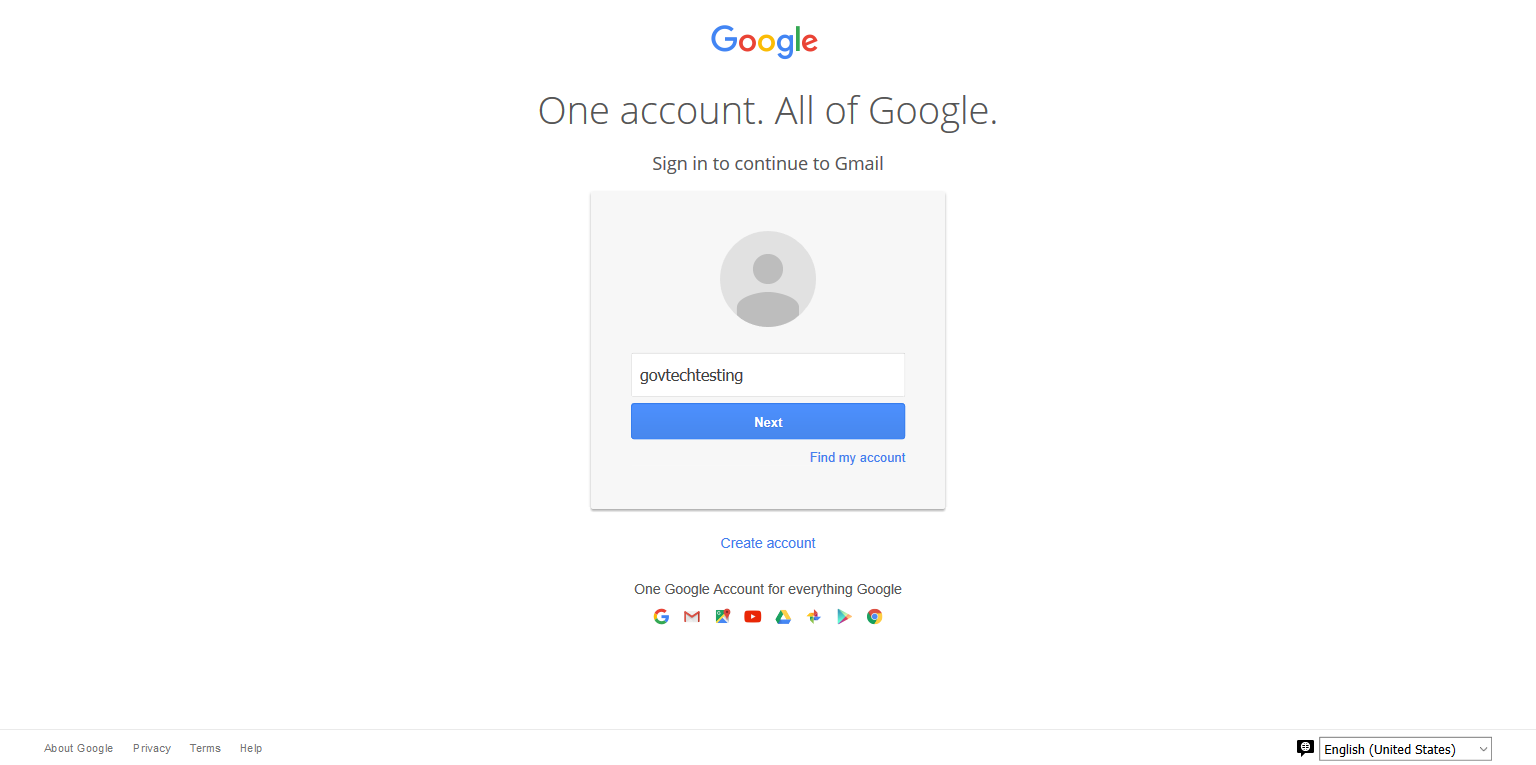 Google
One account. All of Google.
Sign in to continue to Gmail
govtechtesting
Next
Find my account
Create account
One Google Account for everything Google
About Google Privacy Terms Help
English (United States)